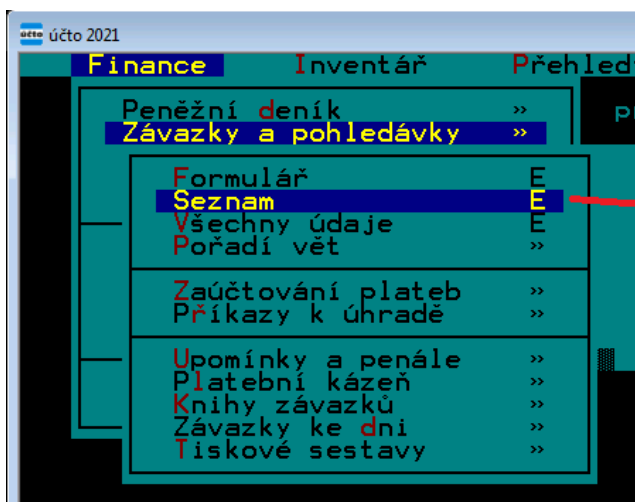 účto účto 2021
Finance Inventář Přehled
Peněžní deník »
Závazky a pohledávky »
Formulář E
Seznam E
Všechny údaje E
Pořadí vět »
Zaúčtování plateb »
Příkazy k úhradě »
Upomínky a penále »
Platební kázeň »
Knihy závazků »
Závazky ke dni »
Tiskové sestavy »